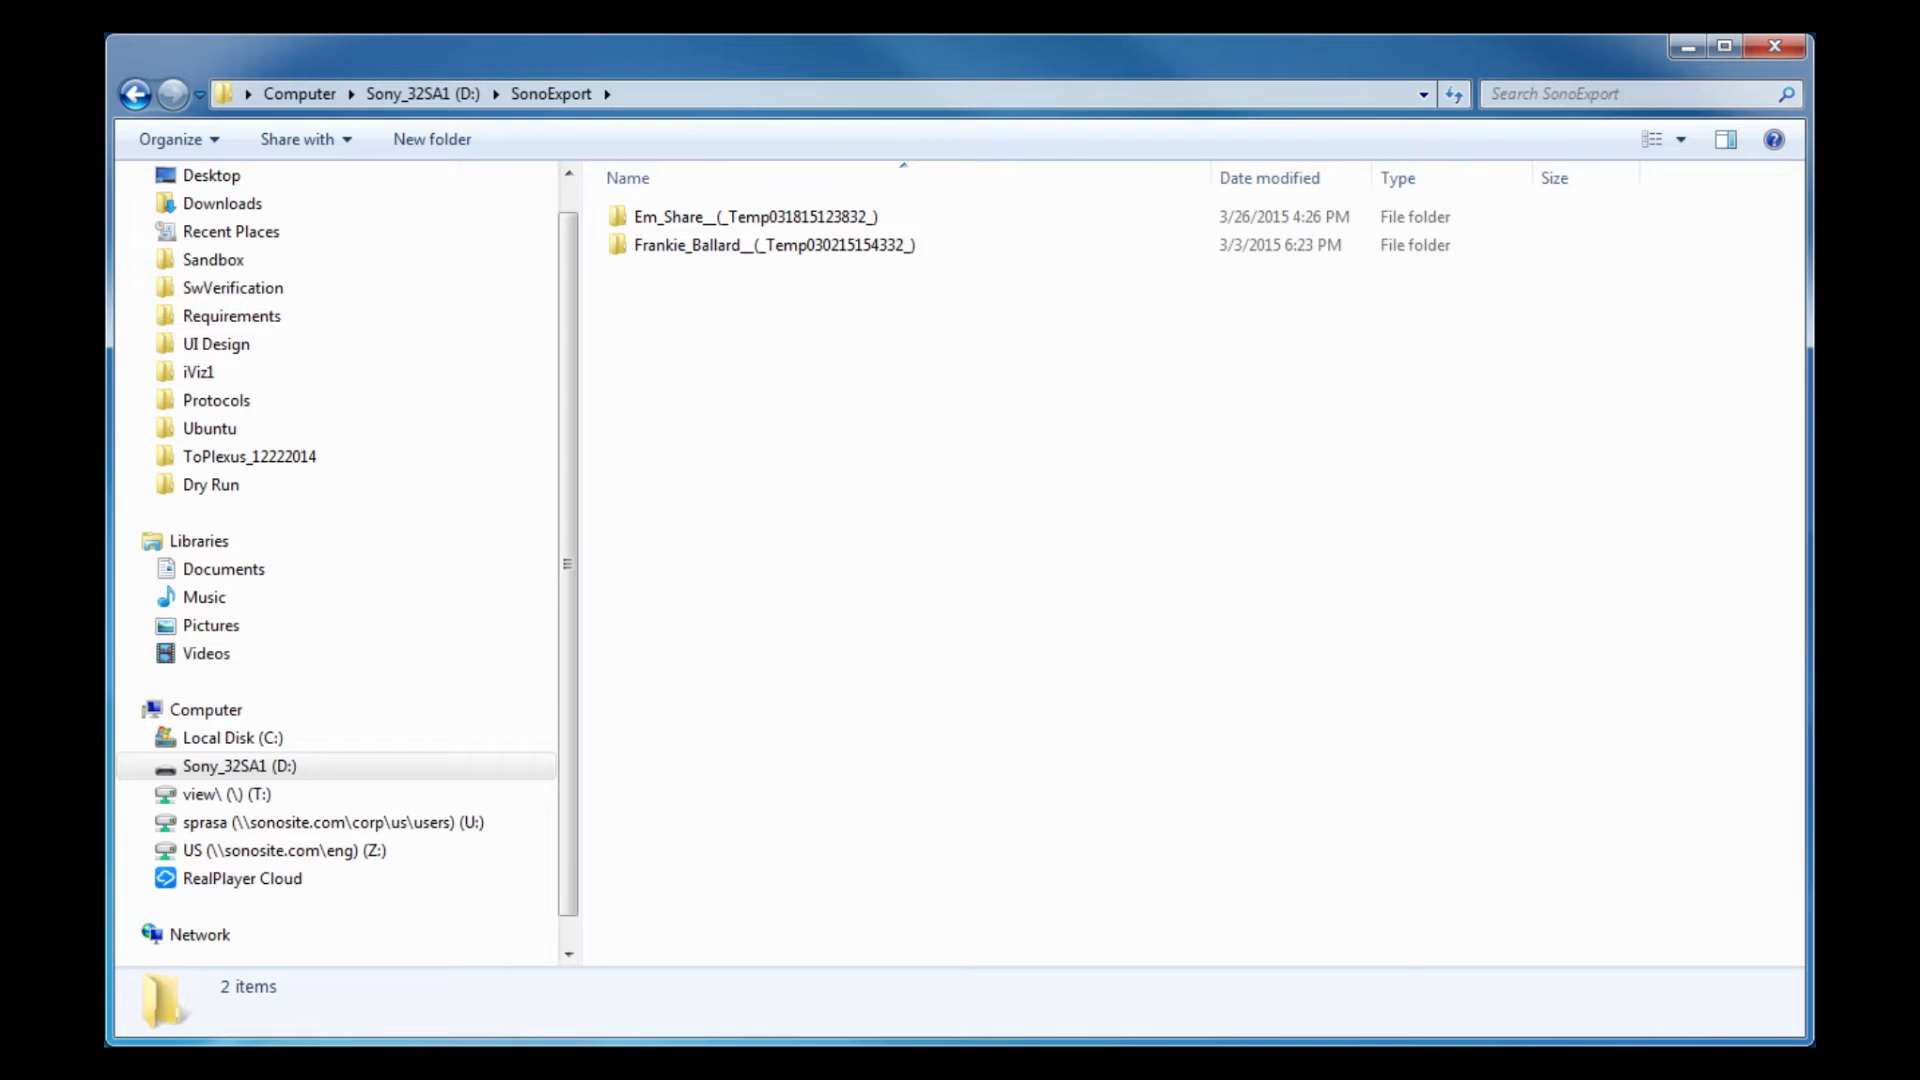 Computer Sony_32SA1 (D:) SonoExport
Search SonoExport
Organize Share with New folder
Desktop
Downloads
Recent Places
Sandbox
SwVerification
Requirements
UI Design
iViz1
Protocols
Ubuntu
ToPlexus_12222014
Dry Run
Libraries
Documents
Music
Pictures
Videos
Computer
Local Disk (C:)
Sony_32SA1 (D:)
view\ (\) (T:)
sprasa (\\sonosite.com\corp\us\users) (U:)
US (\\sonosite.com\eng) (Z:)
RealPlayer Cloud
Network
Name Date modified Type Size
Em_Share__(_Temp031815123832_) 3/26/2015 4:26 PM File folder
Frankie_Ballard__(_Temp030215154332_) 3/3/2015 6:23 PM File folder
2 items